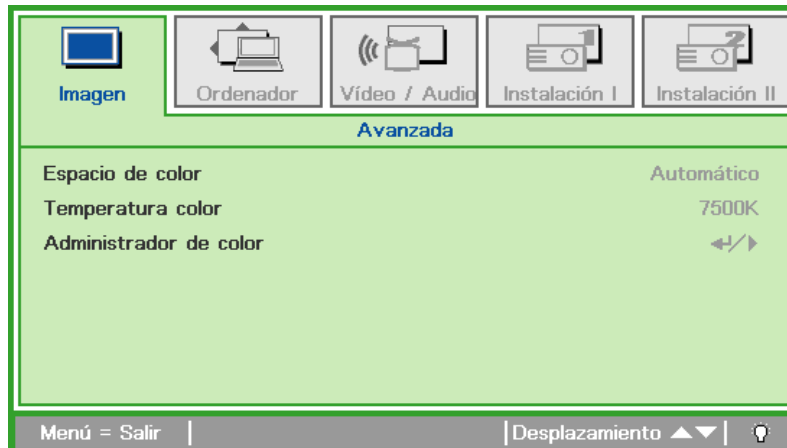 Imagen Ordenador Vídeo / Audio Instalación I Instalación II
Avanzada
Espacio de color Automático
Temperatura color 7500K
Administrador de color
Menú = Salir Desplazamiento